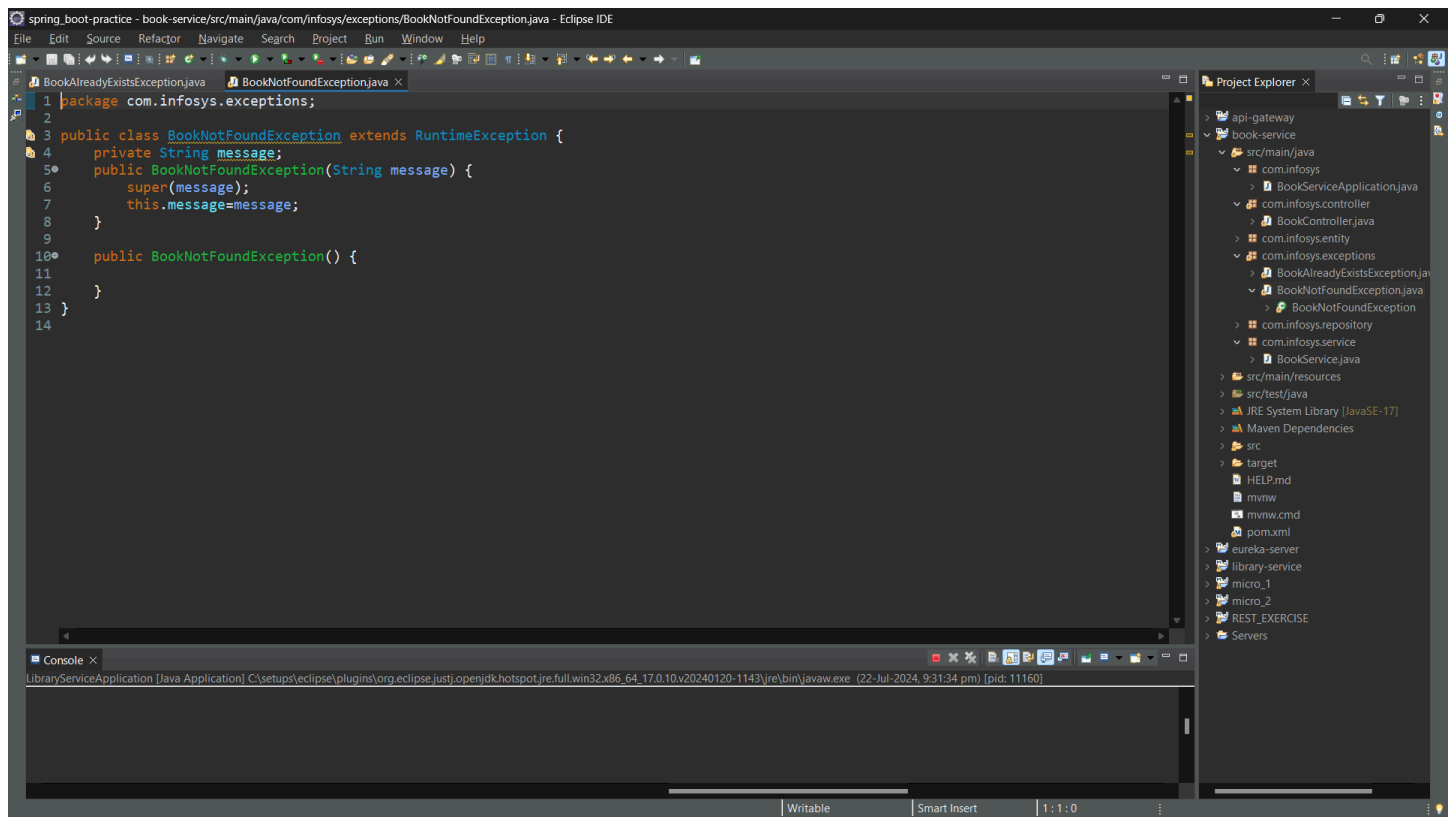 spring_boot-practice - book-service/src/main/java/com/infosys/exceptions/BookNotFoundException.java - Eclipse IDE
File Edit Source Refactor Navigate Search Project Run Window Help
BookAlreadyExistsException.java BookNotFoundException.java
1 package com.infosys.exceptions;
2
3 public class BookNotFoundException extends RuntimeException {
4 private String message;
5 public BookNotFoundException(String message) {
6 super(message);
7 this.message=message;
8 }
9
10 public BookNotFoundException() {
11
12 }
13 }
14
Project Explorer
api-gateway
book-service
src/main/java
com.infosys
BookServiceApplication.java
com.infosys.controller
BookController.java
com.infosys.entity
com.infosys.exceptions
BookAlreadyExistsException.jav
BookNotFoundException.java
BookNotFoundException
com.infosys.repository
com.infosys.service
BookService.java
src/main/resources
src/test/java
JRE System Library [JavaSE-17]
Maven Dependencies
src
target
HELP.md
mvnw
mvnw.cmd
pom.xml
eureka-server
library-service
micro_1
micro_2
REST_EXERCISE
Servers
Console
LibraryServiceApplication [Java Application] C:\setups\eclipse\plugins\org.eclipse.justj.openjdk.hotspot.jre.full.win32.x86_64_17.0.10.v20240120-1143\jre\bin\javaw.exe (22-Jul-2024, 9:31:34 pm) [pid: 11160]
Writable Smart Insert 1 : 1 : 0